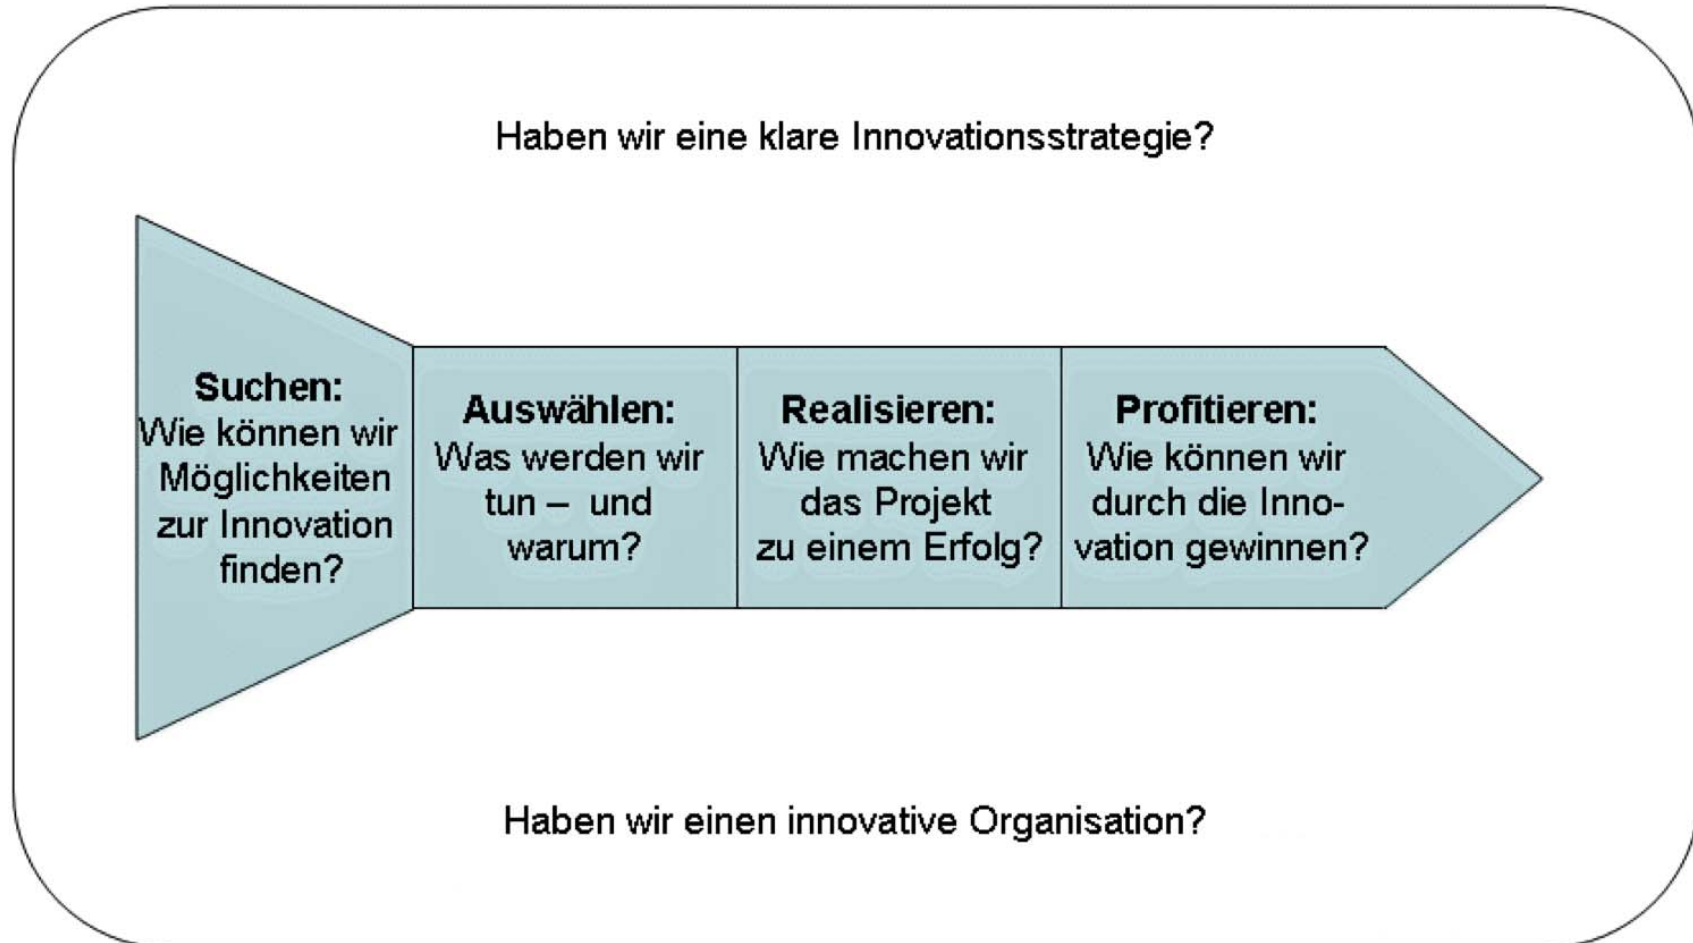 Haben wir eine klare Innovationsstrategie?
Suchen:
Wie können wir
Möglichkeiten
zur Innovation
finden?
Auswählen:
Was werden wir
tun – und
warum?
Realisieren:
Wie machen wir
das Projekt
zu einem Erfolg?
Profitieren:
Wie können wir
durch die Inno-
vation gewinnen?
Haben wir einen innovative Organisation?